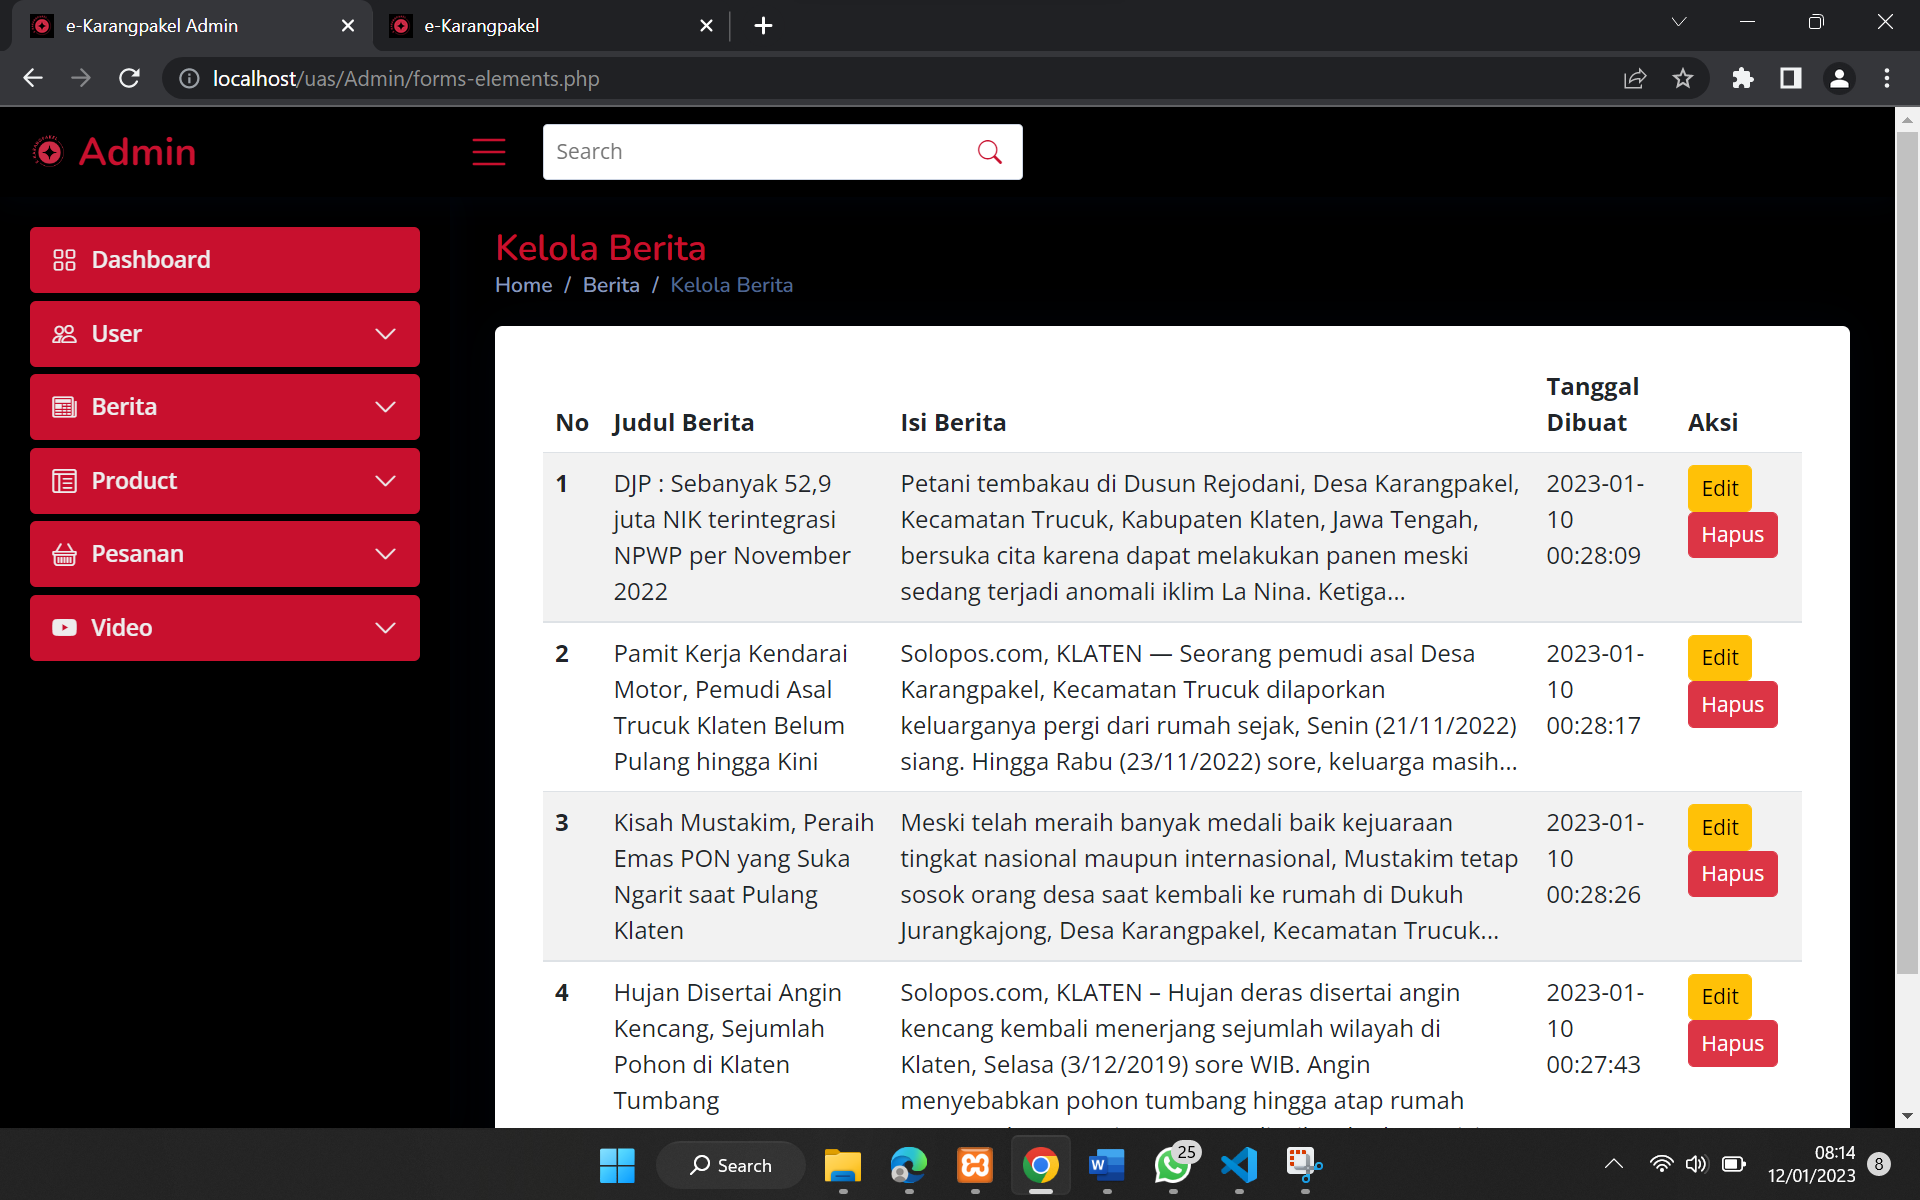 e-Karangpakel Admin
e-Karangpakel
localhost/uas/Admin/forms-elements.php
Admin
Search
Dashboard
User
Berita
Product
Pesanan
Video
Kelola Berita
Home / Berita / Kelola Berita
No Judul Berita Isi Berita Tanggal Dibuat Aksi
1
DJP : Sebanyak 52,9
juta NIK terintegrasi
NPWP per November
2022
Petani tembakau di Dusun Rejodani, Desa Karangpakel,
Kecamatan Trucuk, Kabupaten Klaten, Jawa Tengah,
bersuka cita karena dapat melakukan panen meski
sedang terjadi anomali iklim La Nina. Ketiga...
2023-01-
10
00:28:09
Edit
Hapus
2
Pamit Kerja Kendarai
Motor, Pemudi Asal
Trucuk Klaten Belum
Pulang hingga Kini
Solopos.com, KLATEN — Seorang pemudi asal Desa
Karangpakel, Kecamatan Trucuk dilaporkan
keluarganya pergi dari rumah sejak, Senin (21/11/2022)
siang. Hingga Rabu (23/11/2022) sore, keluarga masih...
2023-01-
10
00:28:17
Edit
Hapus
3
Kisah Mustakim, Peraih
Emas PON yang Suka
Ngarit saat Pulang
Klaten
Meski telah meraih banyak medali baik kejuaraan
tingkat nasional maupun internasional, Mustakim tetap
sosok orang desa saat kembali ke rumah di Dukuh
Jurangkajong, Desa Karangpakel, Kecamatan Trucuk...
2023-01-
10
00:28:26
Edit
Hapus
4
Hujan Disertai Angin
Kencang, Sejumlah
Pohon di Klaten
Tumbang
Solopos.com, KLATEN – Hujan deras disertai angin
kencang kembali menerjang sejumlah wilayah di
Klaten, Selasa (3/12/2019) sore WIB. Angin
menyebabkan pohon tumbang hingga atap rumah
2023-01-
10
00:27:43
Edit
Hapus
Search
25
08:14
12/01/2023
8